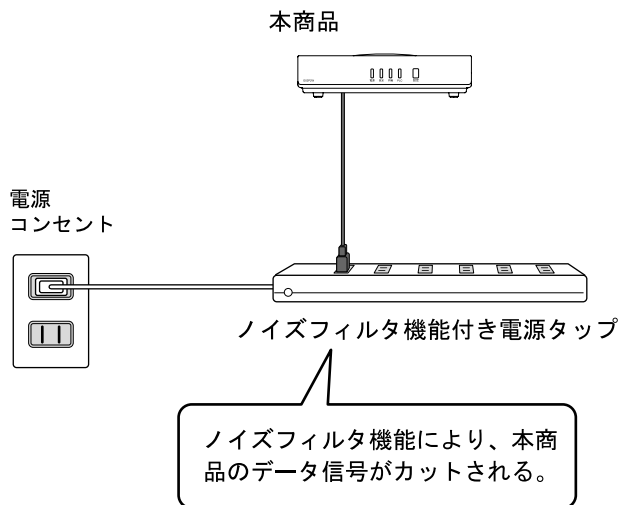 本商品
電源
コンセント
ノイズフィルタ機能付き電源タップ
ノイズフィルタ機能により、本商
品のデータ信号がカットされる。